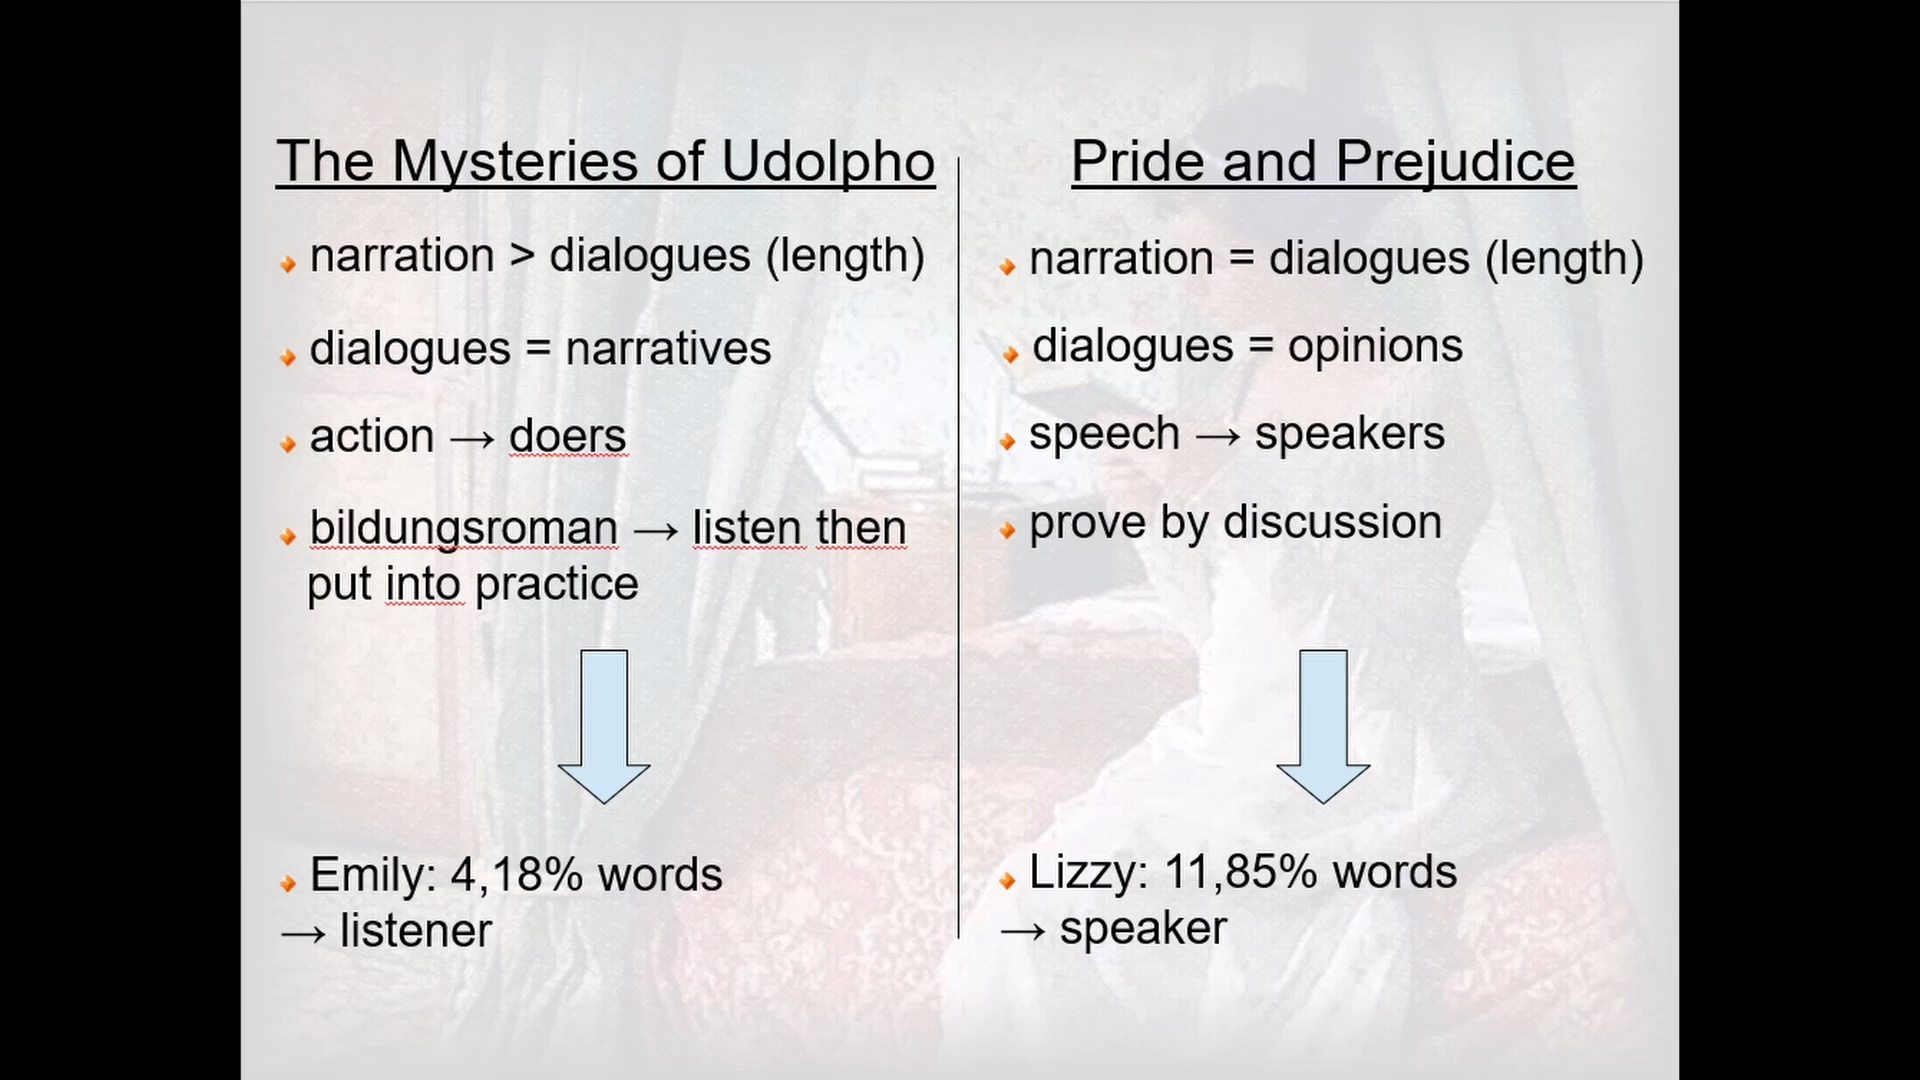 The Mysteries of Udolpho
narration > dialogues (length)
dialogues = narratives
action → doers
bildungsroman → listen then
put into practice
Emily: 4,18% words
→ listener
Pride and Prejudice
narration = dialogues (length)
dialogues = opinions
speech → speakers
prove by discussion
Lizzy: 11,85% words
→ speaker